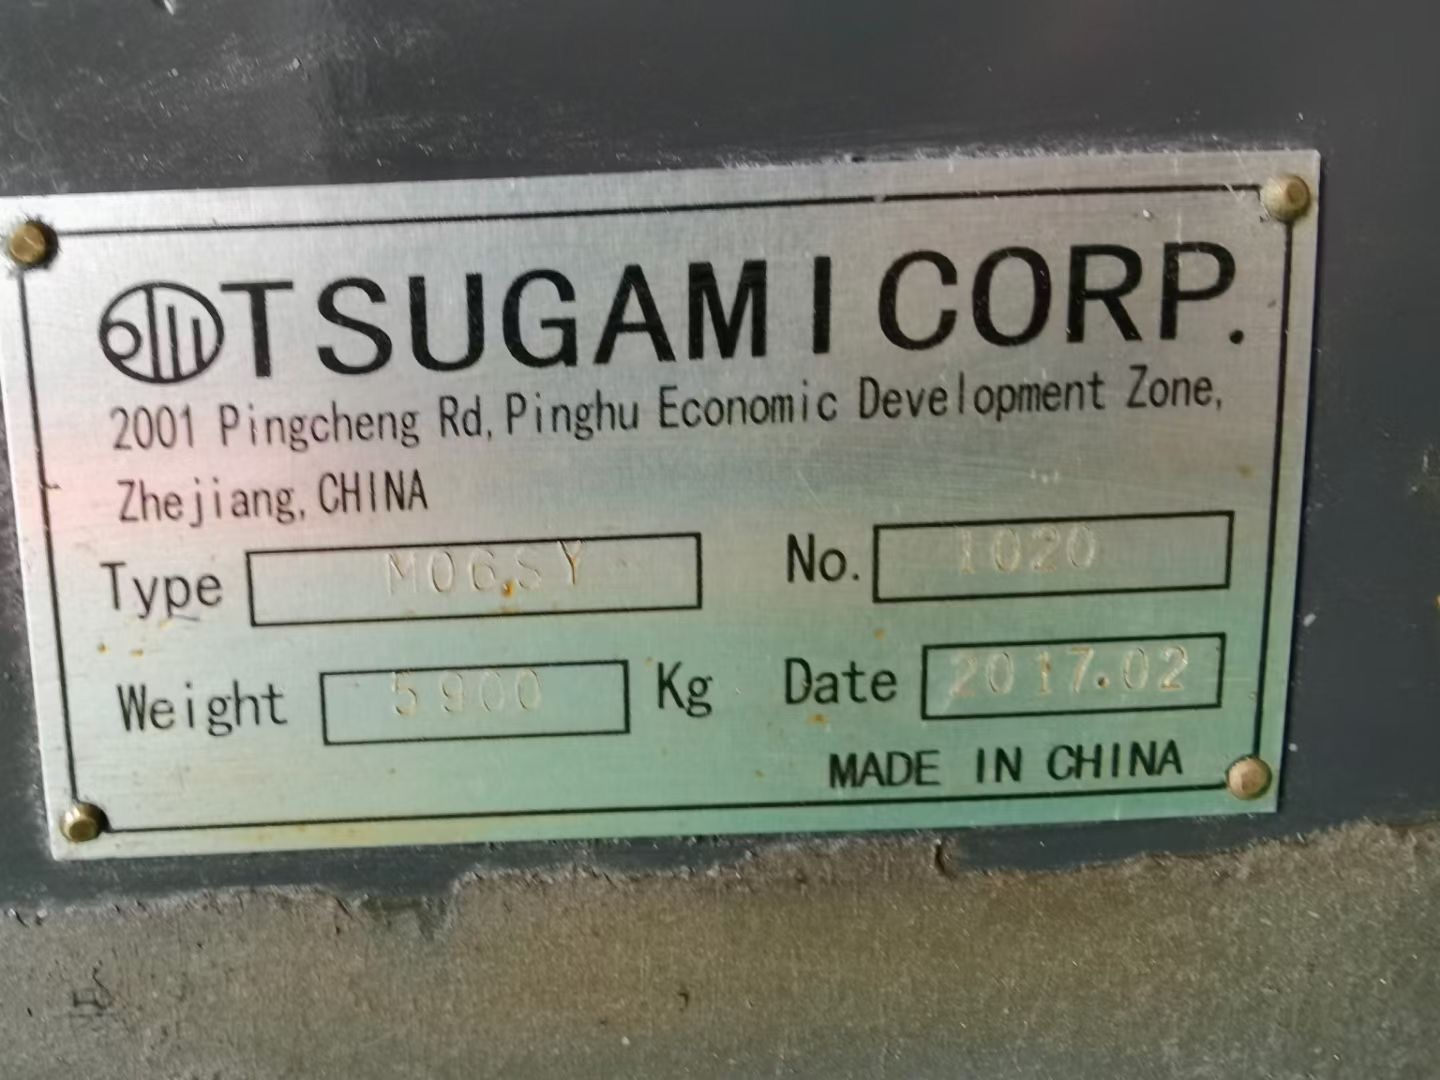 TSUGAMI CORP.
2001 Pingcheng Rd, Pinghu Economic Development Zone,
Zhejiang, CHINA
Type M06SY No. 1020
Weight 5900 Kg Date 2017.02
MADE IN CHINA